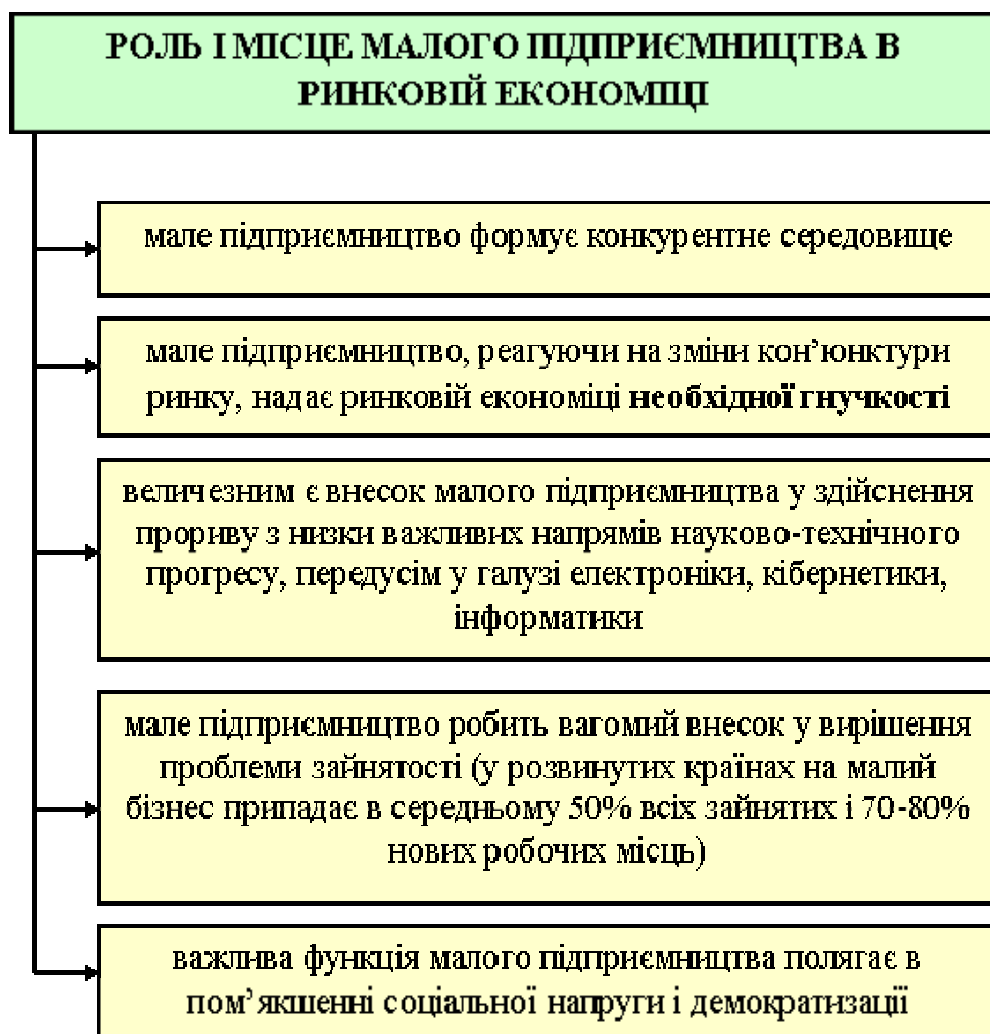 РОЛЬ І МІСЦЕ МАЛОГО ПІДПРИЄМНИЦТВА В
РИНКОВІЙ ЕКОНОМІЦІ
мале підприємництво формує конкурентне середовище
мале підприємництво, реагуючи на зміни кон’юнктури
ринку, надає ринковій економіці необхідної гнучкості
величезним є внесок малого підприємництва у здійснення
прориву з низки важливих напрямів науково-технічного
прогресу, передусім у галузі електроніки, кібернетики,
інформатики
мале підприємництво робить вагомий внесок у вирішення
проблеми зайнятості (у розвинутих країнах на малий
бізнес припадає в середньому 50% всіх зайнятих і 70-80%
нових робочих місць)
важлива функція малого підприємництва полягає в
пом’якшенні соціальної напруги і демократизації